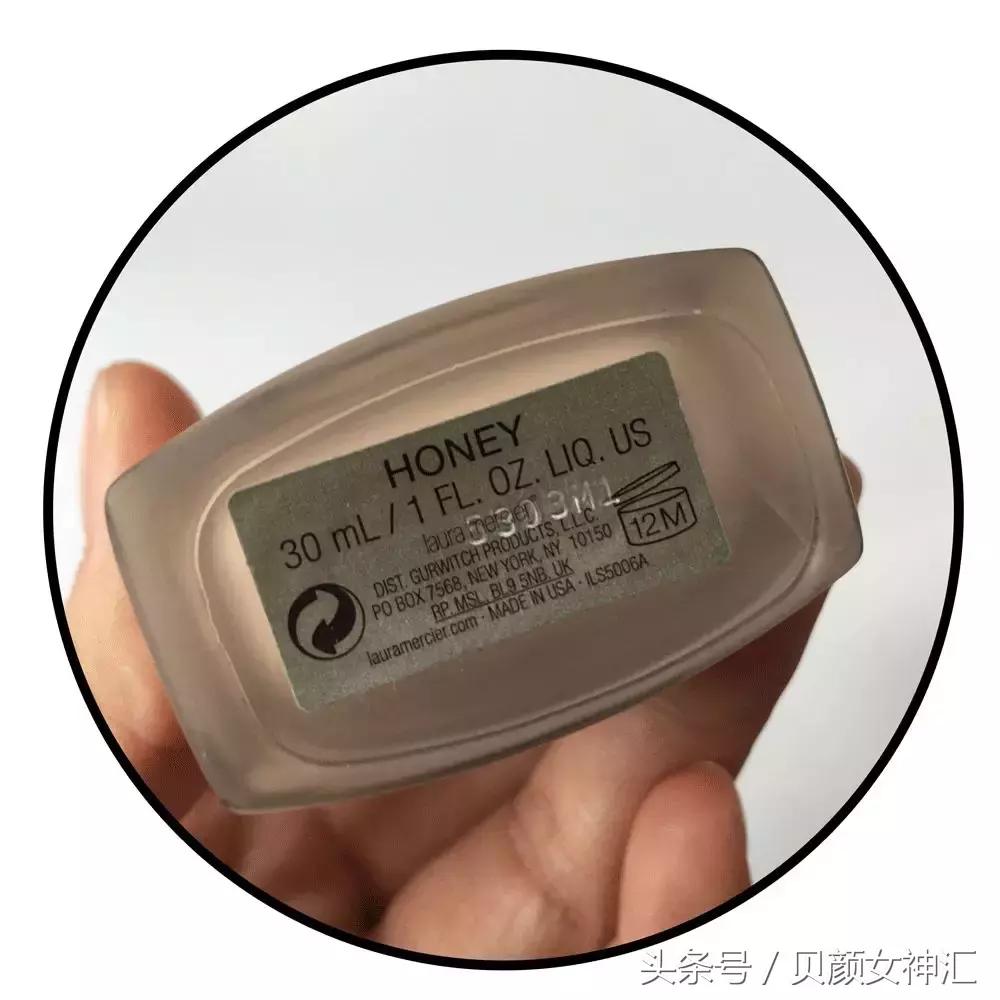 HONEY
30 mL / 1 FL. OZ. LIQ. US
laura mercier
DIST. GURWITCH PRODUCTS, L.L.C.
PO BOX 7568, NEW YORK, NY 10150
RP. MSL, BL9 5NB, UK
lauramercier.com · MADE IN USA · ILS5006A
12M
头条号 / 贝颜女神汇